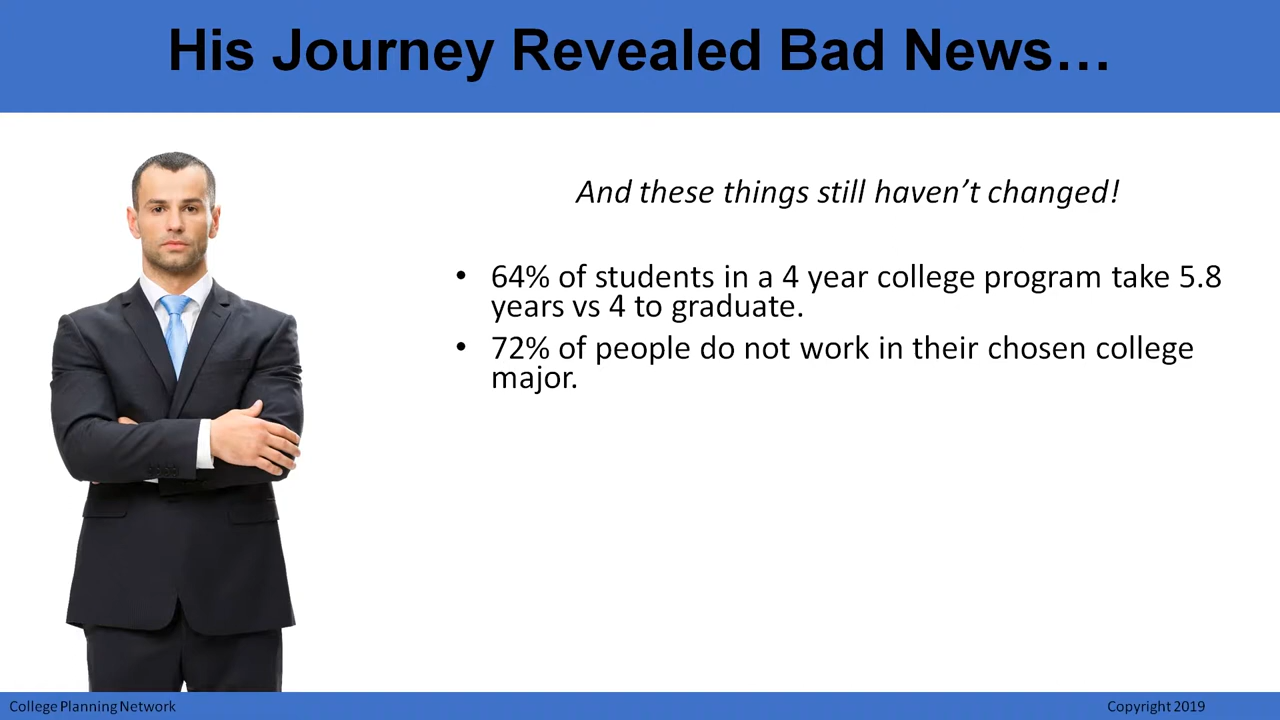 His Journey Revealed Bad News…
And these things still haven’t changed!
• 64% of students in a 4 year college program take 5.8
years vs 4 to graduate.
• 72% of people do not work in their chosen college
major.
College Planning Network
Copyright 2019